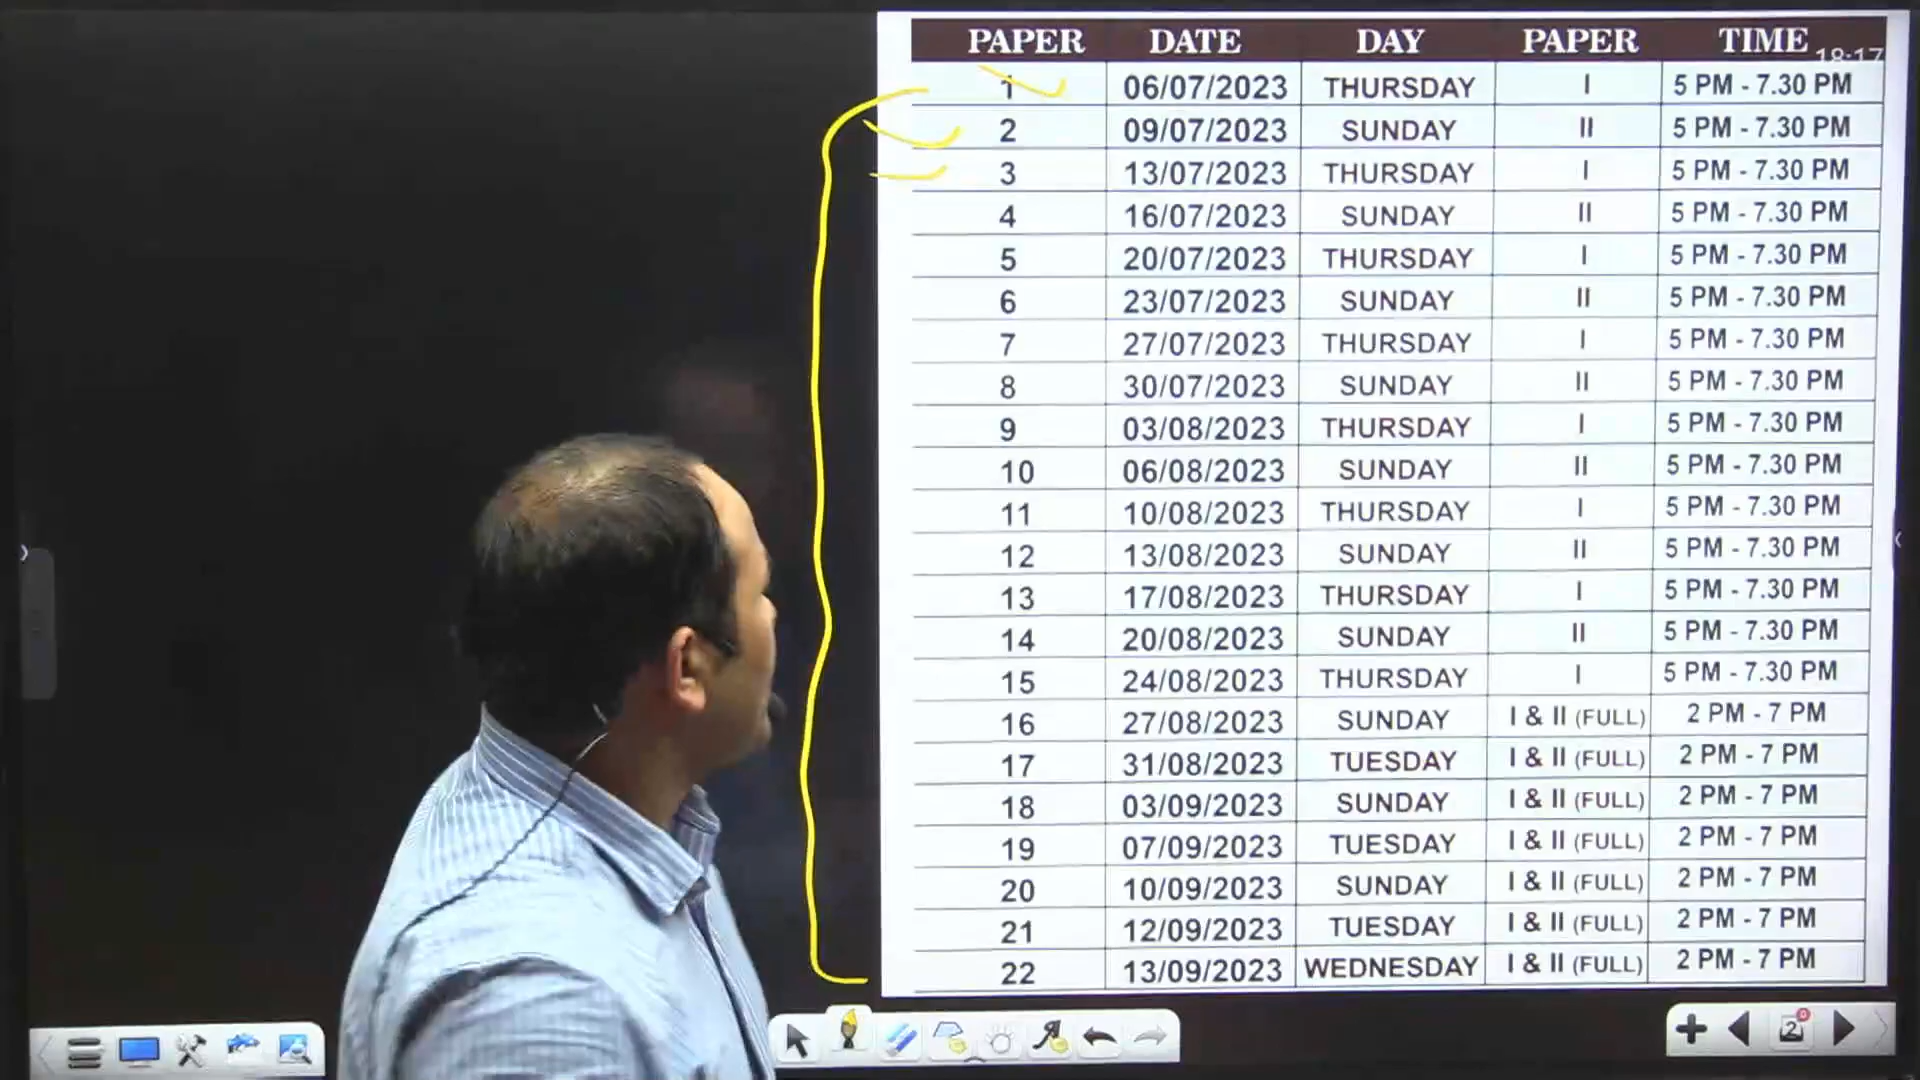 PAPER DATE DAY PAPER TIME
18:17
1 06/07/2023 THURSDAY I 5 PM - 7.30 PM
2 09/07/2023 SUNDAY II 5 PM - 7.30 PM
3 13/07/2023 THURSDAY I 5 PM - 7.30 PM
4 16/07/2023 SUNDAY II 5 PM - 7.30 PM
5 20/07/2023 THURSDAY I 5 PM - 7.30 PM
6 23/07/2023 SUNDAY II 5 PM - 7.30 PM
7 27/07/2023 THURSDAY I 5 PM - 7.30 PM
8 30/07/2023 SUNDAY II 5 PM - 7.30 PM
9 03/08/2023 THURSDAY I 5 PM - 7.30 PM
10 06/08/2023 SUNDAY II 5 PM - 7.30 PM
11 10/08/2023 THURSDAY I 5 PM - 7.30 PM
12 13/08/2023 SUNDAY II 5 PM - 7.30 PM
13 17/08/2023 THURSDAY I 5 PM - 7.30 PM
14 20/08/2023 SUNDAY II 5 PM - 7.30 PM
15 24/08/2023 THURSDAY I 5 PM - 7.30 PM
16 27/08/2023 SUNDAY I & II (FULL) 2 PM - 7 PM
17 31/08/2023 TUESDAY I & II (FULL) 2 PM - 7 PM
18 03/09/2023 SUNDAY I & II (FULL) 2 PM - 7 PM
19 07/09/2023 TUESDAY I & II (FULL) 2 PM - 7 PM
20 10/09/2023 SUNDAY I & II (FULL) 2 PM - 7 PM
21 12/09/2023 TUESDAY I & II (FULL) 2 PM - 7 PM
22 13/09/2023 WEDNESDAY I & II (FULL) 2 PM - 7 PM
2